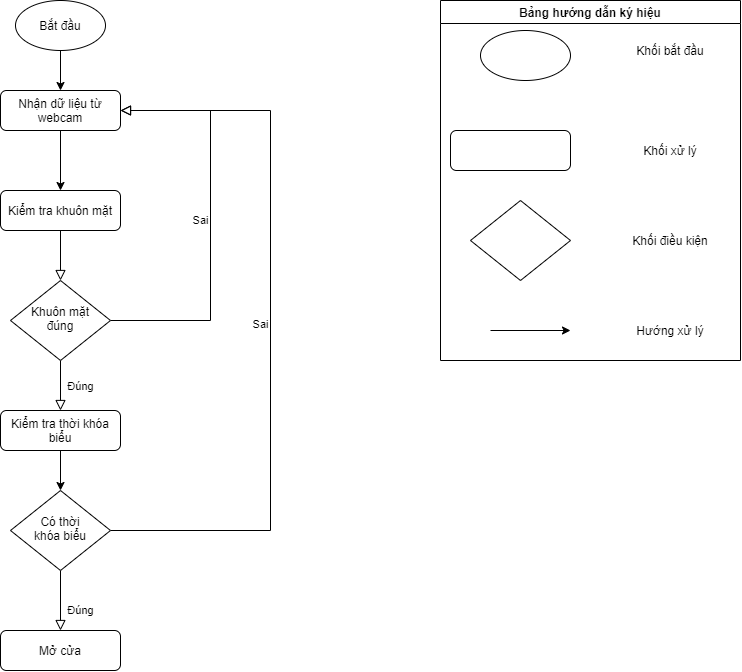 Bắt đầu
Nhận dữ liệu từ
webcam
Kiểm tra khuôn mặt
Sai
Khuôn mặt
đúng
Sai
Đúng
Kiểm tra thời khóa
biểu
Có thời
khóa biểu
Đúng
Mở cửa
Bảng hướng dẫn ký hiệu
Khối bắt đầu
Khối xử lý
Khối điều kiện
Hướng xử lý